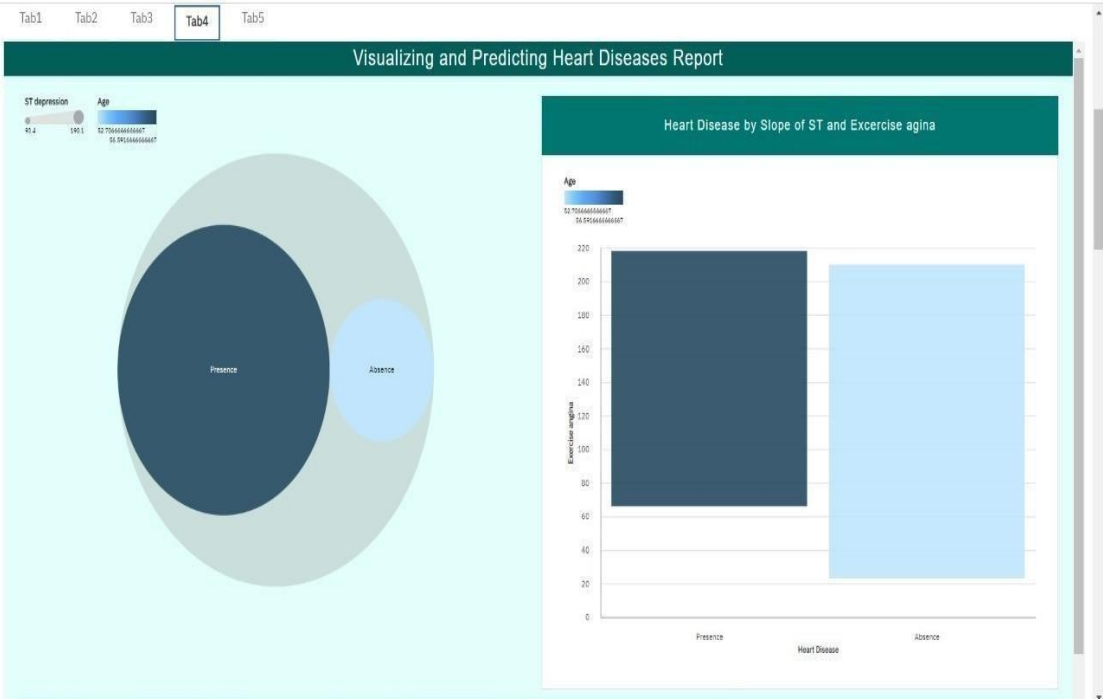 Tab1 Tab2 Tab3 Tab4 Tab5
Visualizing and Predicting Heart Diseases Report
ST depression Age
93.4 190.1 52.7066666666667
56.5916666666667
Presence
Absence
Heart Disease by Slope of ST and Excercise agina
Age
52.7066666666667
56.5916666666667
220
200
180
160
140
120
100
80
60
40
20
0
Exercise angina
Presence Absence
Heart Disease